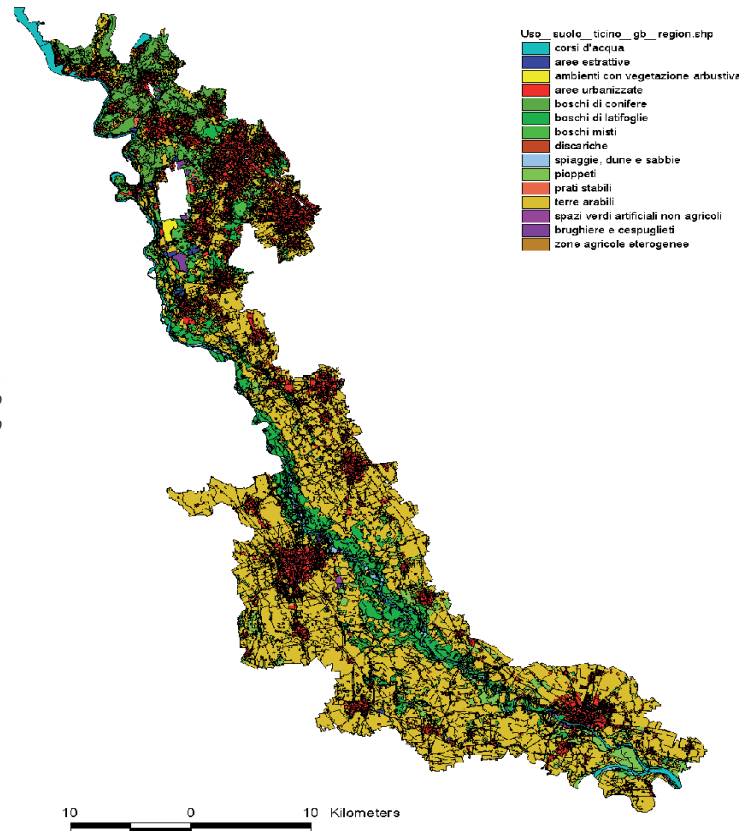 Uso__suolo__ticino__gb__region.shp
corsi d'acqua
aree estrattive
ambienti con vegetazione arbustiva
aree urbanizzate
boschi di conifere
boschi di latifoglie
boschi misti
discariche
spiaggie, dune e sabbie
pioppeti
prati stabili
terre arabili
spazi verdi artificiali non agricoli
brughiere e cespuglieti
zone agricole eterogenee
10 0 10 Kilometers